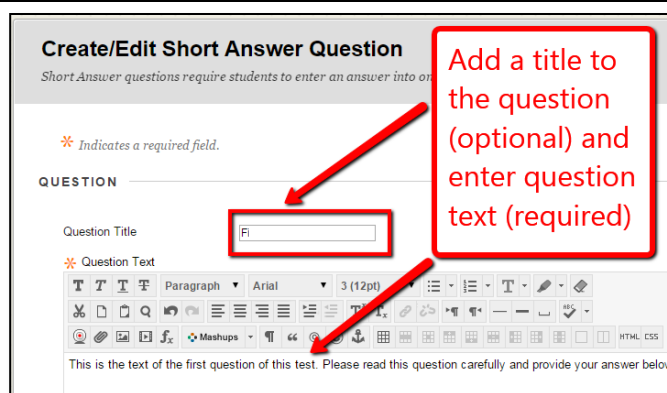 Create/Edit Short Answer Question
Short Answer questions require students to enter an answer into
Add a title to
the question
(optional) and
enter question
text (required)
Indicates a required field.
QUESTION
Question Title
Fi
Question Text
T T T T Paragraph Arial 3 (12pt) T
Tx
fx Mashups ¶ “ © HTML CSS
This is the text of the first question of this test. Please read this question carefully and provide your answer below